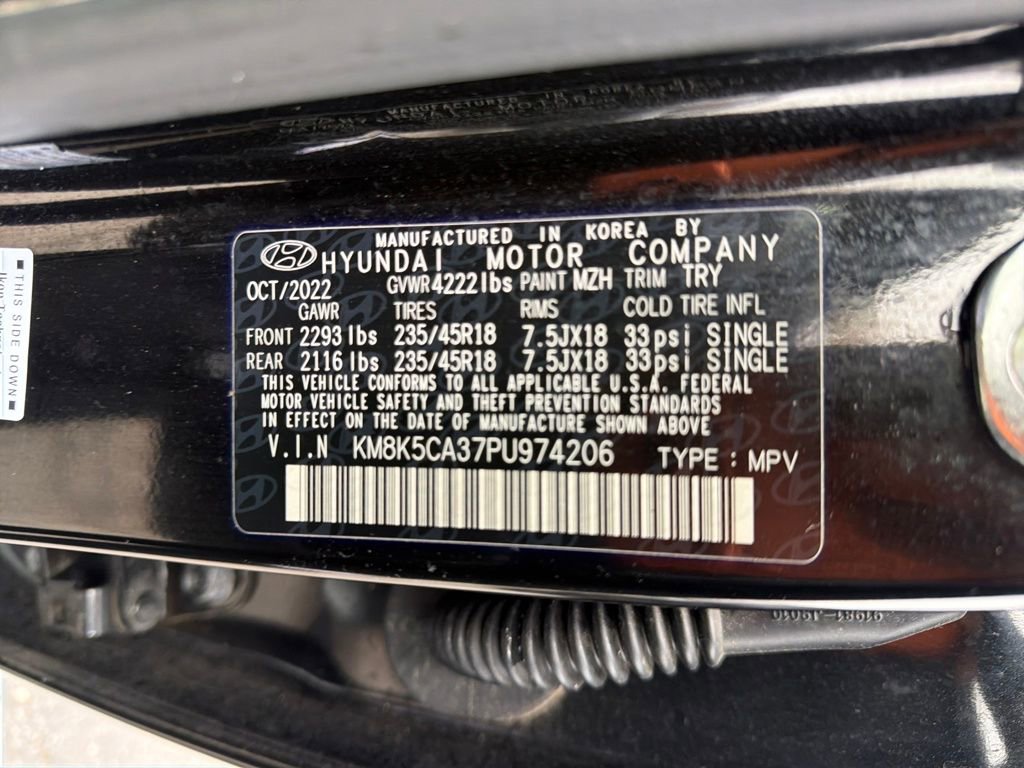 MANUFACTURED IN KOREA BY
HYUNDAI MOTOR COMPANY
OCT/2022 GVWR 4222 lbs PAINT MZH TRIM TRY
GAWR TIRES RIMS COLD TIRE INFL
FRONT 2293 lbs 235/45R18 7.5JX18 33psi SINGLE
REAR 2116 lbs 235/45R18 7.5JX18 33psi SINGLE
THIS VEHICLE CONFORMS TO ALL APPLICABLE U.S.A. FEDERAL
MOTOR VEHICLE SAFETY AND THEFT PREVENTION STANDARDS
IN EFFECT ON THE DATE OF MANUFACTURE SHOWN ABOVE
V.I.N KM8K5CA37PU974206 TYPE : MPV
THIS SIDE DOWN
91981-J9010